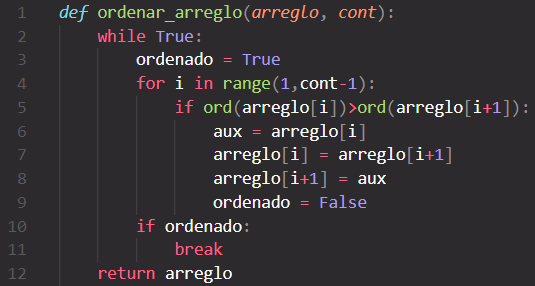 1 def ordenar_arreglo(arreglo, cont):
2     while True:
3         ordenado = True
4         for i in range(1,cont-1):
5             if ord(arreglo[i])>ord(arreglo[i+1]):
6                 aux = arreglo[i]
7                 arreglo[i] = arreglo[i+1]
8                 arreglo[i+1] = aux
9                 ordenado = False
10         if ordenado:
11             break
12     return arreglo